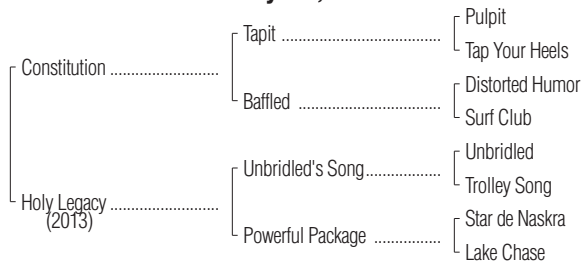 Pulpit
Tapit ..........................................
Tap Your Heels
Constitution .............................
Distorted Humor
Baffled .....................................
Surf Club
Unbridled
Unbridled's Song....................
Trolley Song
Holy Legacy .............................
(2013)
Star de Naskra
Powerful Package .................
Lake Chase